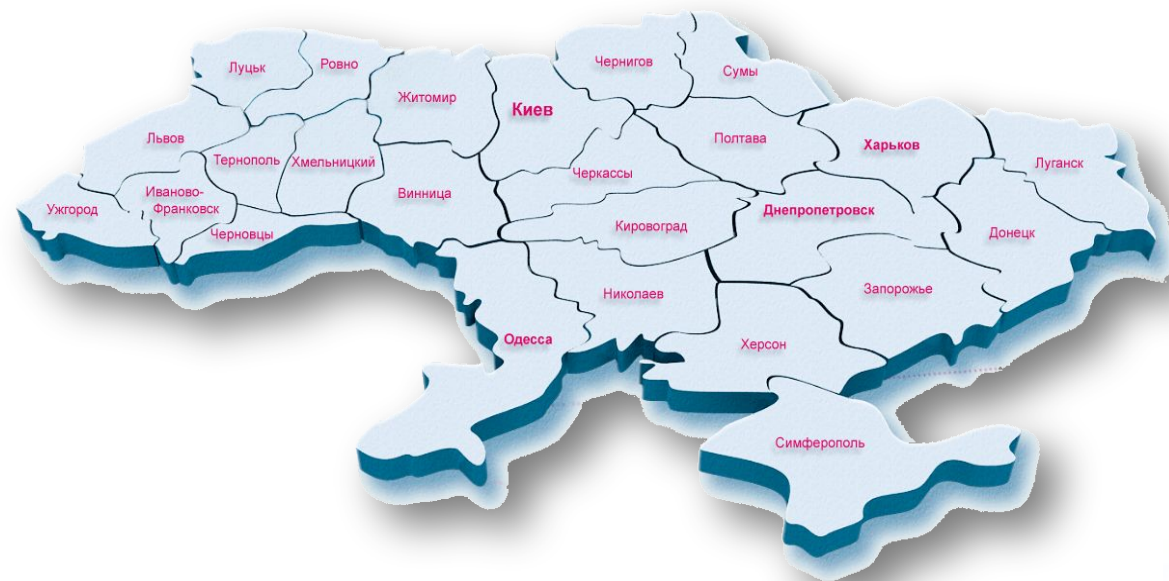 Чернигов
Ровно
Луцьк
Сумы
Житомир
Киев
Львов
Полтава
Харьков
Тернополь
Хмельницкий
Луганск
Черкассы
Ивано-
Франковск
Винница
Ужгород
Днепропетровск
Кировоград
Черновцы
Донецк
Запорожье
Николаев
Одесса
Херсон
Симферополь